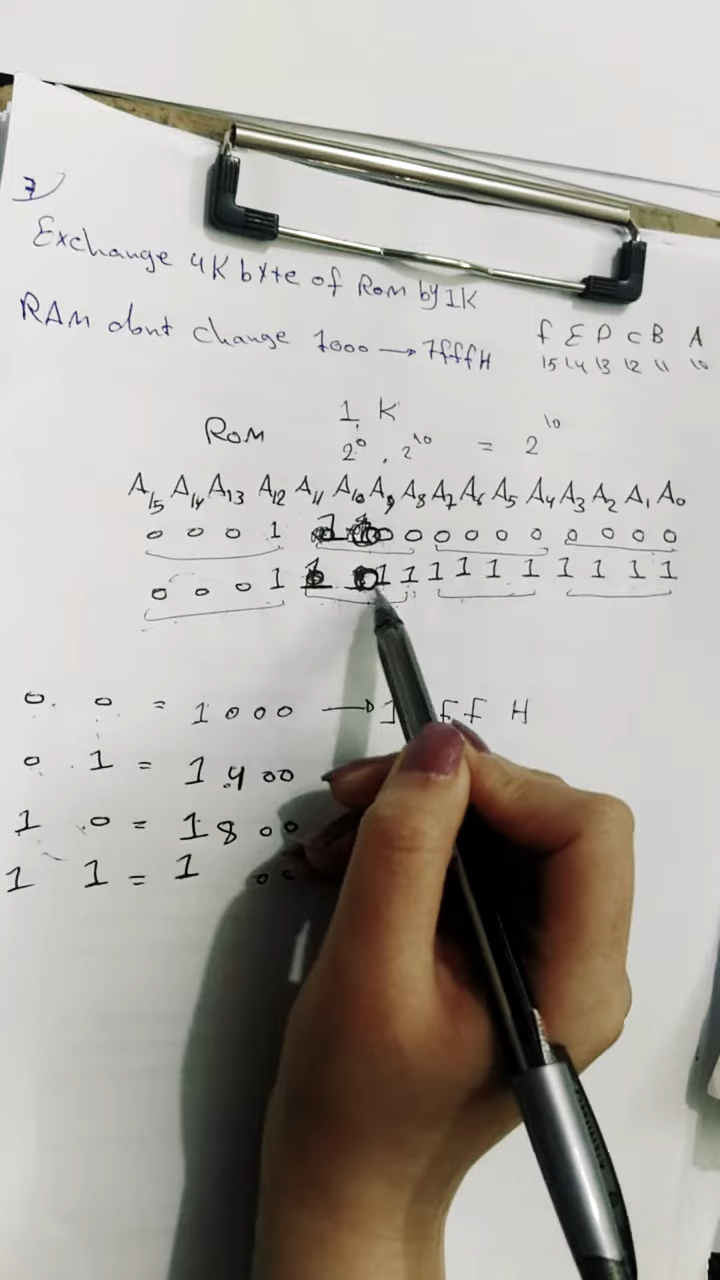 7
Exchange 4K byte of Rom by 1K
RAM dont change 7000 → 7fffH
f E D C B A
15 14 13 12 11 10
Rom 1 K
2⁰ . 2¹⁰ = 2¹⁰
A15 A14 A13 A12 A11 A10 A9 A8 A7 A6 A5 A4 A3 A2 A1 A0
0 0 0 1 0 0 0 0 0 0 0 0 0
0 0 0 1 1 1 1 1 1 1 1 1 1 1
0 0 = 1000 → 1 f f H
0 1 = 1400
1 0 = 1800
1 1 = 1 00